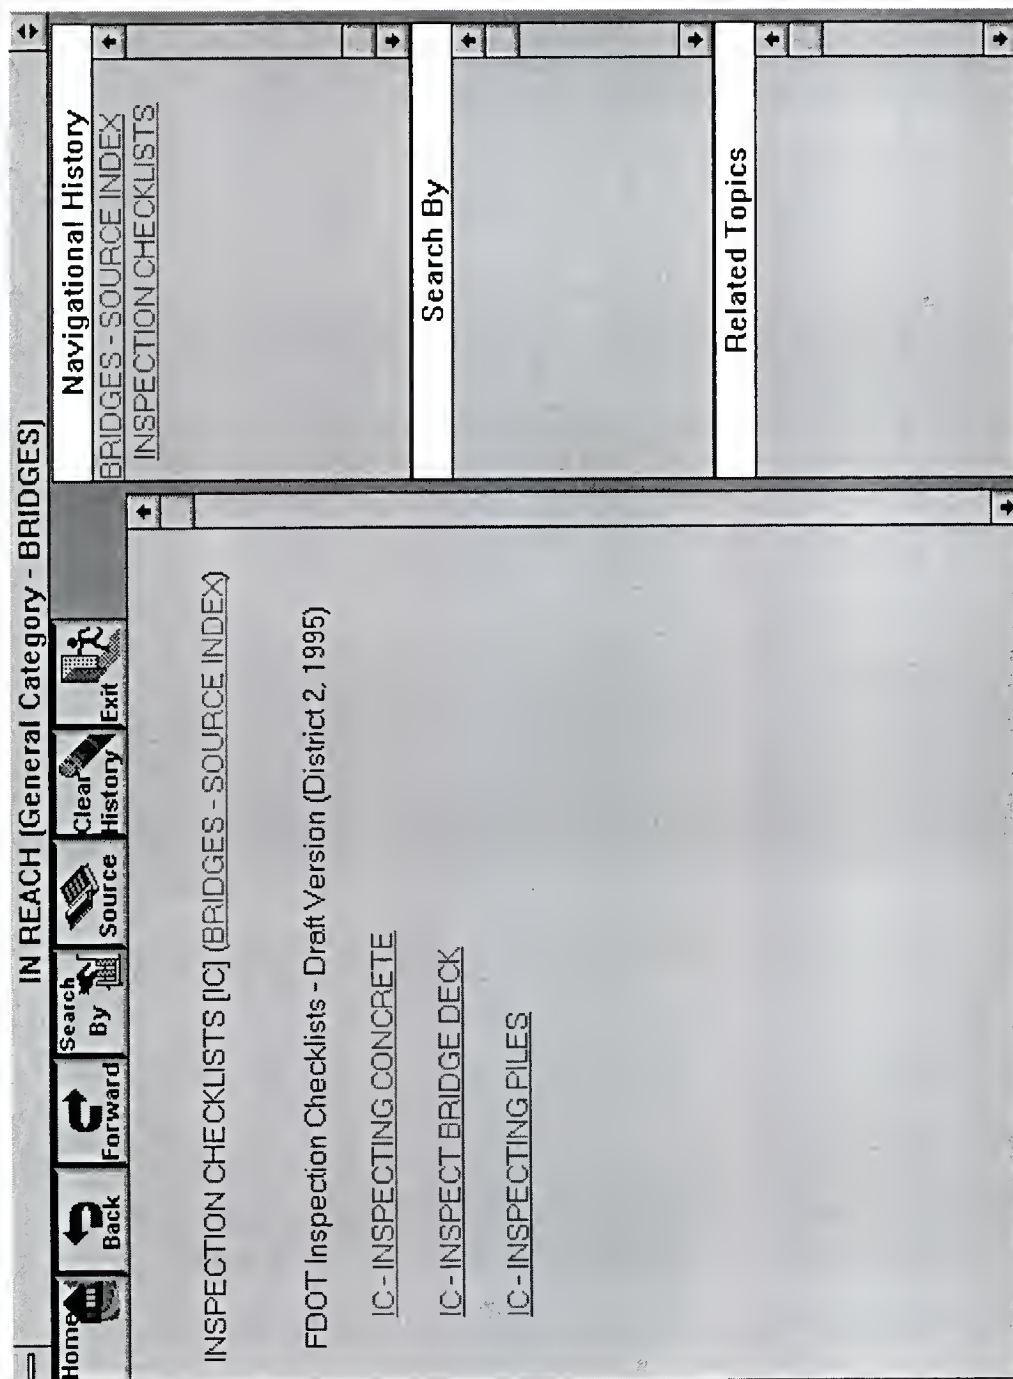 IN REACH [General Category - BRIDGES]
Home
Back
Forward
Search
By
Source
Clear
History
Exit
INSPECTION CHECKLISTS [IC] (BRIDGES - SOURCE INDEX)
FDOT Inspection Checklists - Draft Version (District 2, 1995)
IC - INSPECTING CONCRETE
IC - INSPECT BRIDGE DECK
IC - INSPECTING PILES
Navigational History
BRIDGES - SOURCE INDEX
INSPECTION CHECKLISTS
Search By
Related Topics